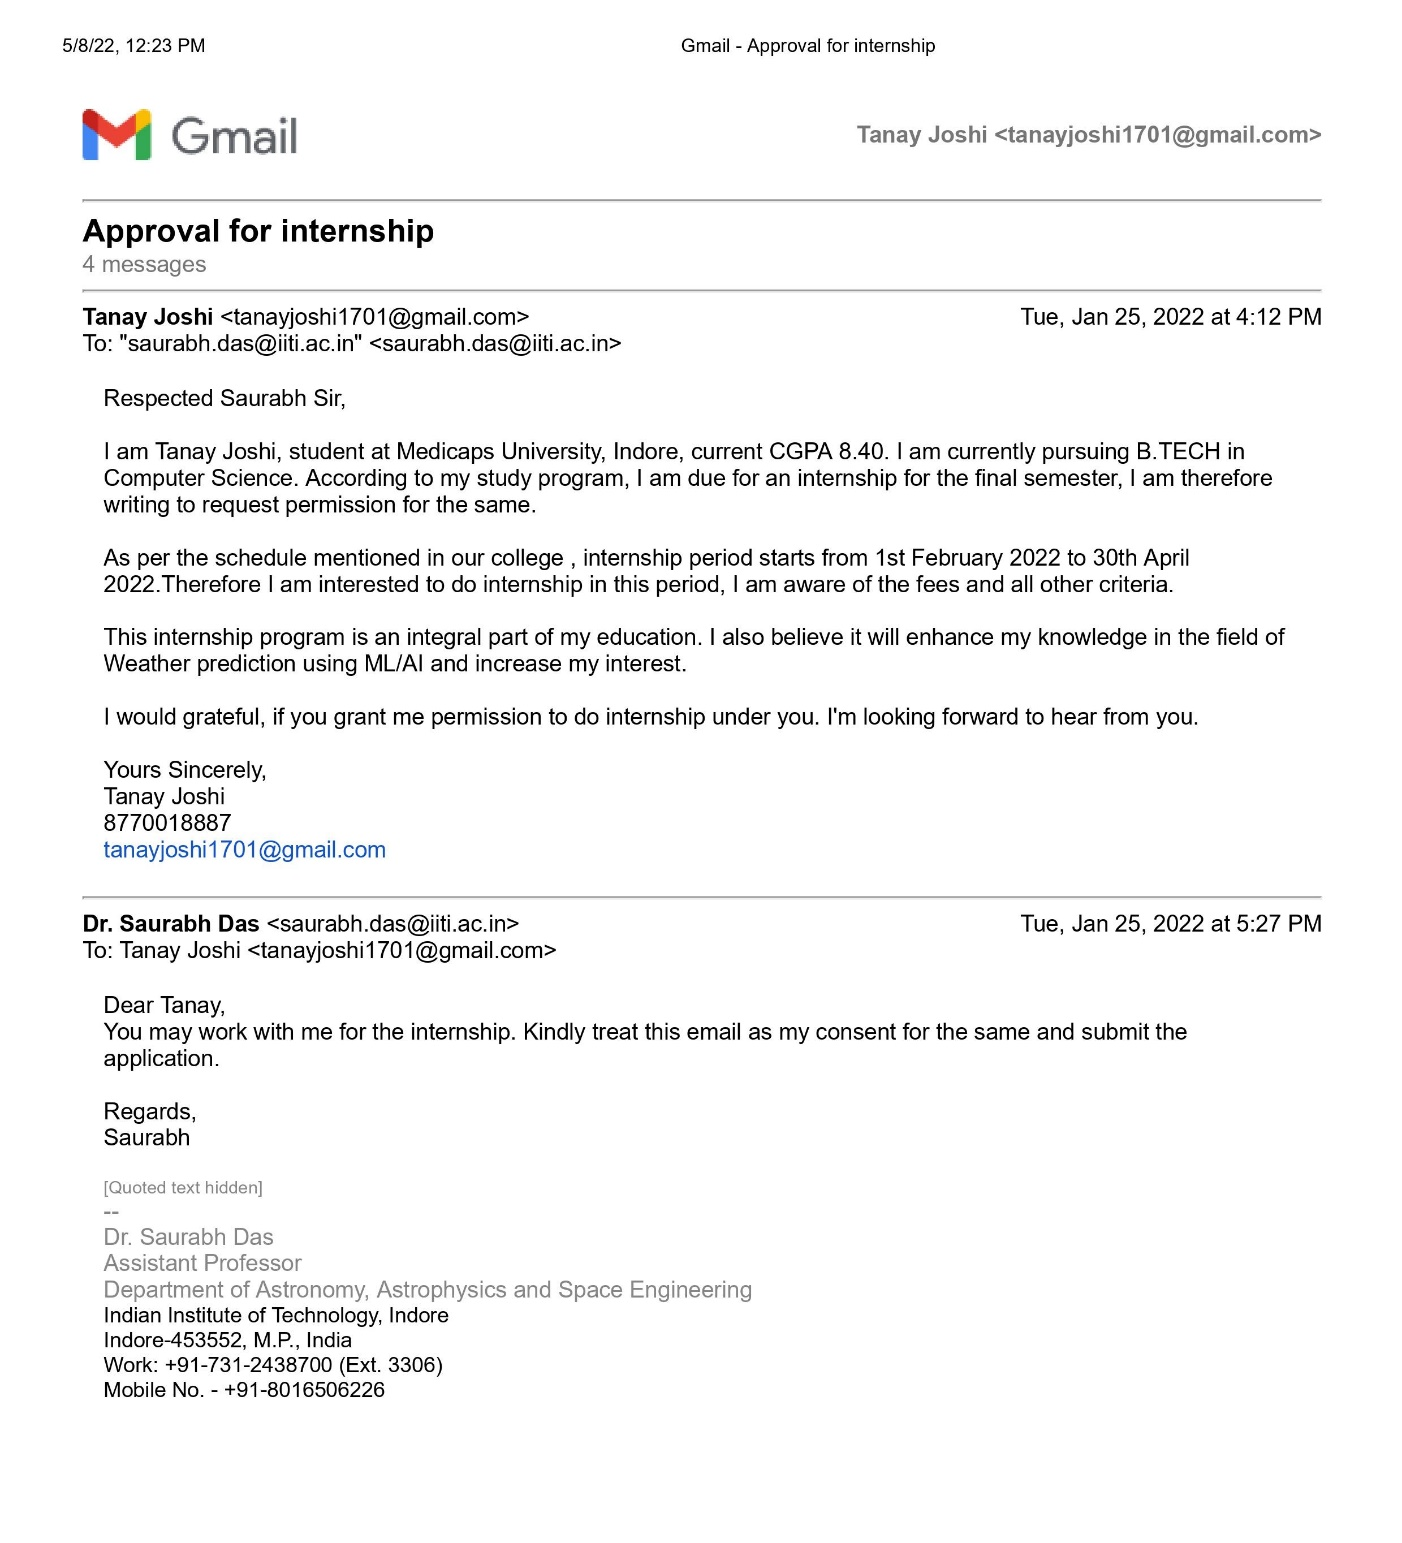 5/8/22, 12:23 PM
Gmail - Approval for internship
Gmail
Tanay Joshi <tanayjoshi1701@gmail.com>
Approval for internship
4 messages
Tanay Joshi <tanayjoshi1701@gmail.com>
Tue, Jan 25, 2022 at 4:12 PM
To: "saurabh.das@iiti.ac.in" <saurabh.das@iiti.ac.in>
Respected Saurabh Sir,
I am Tanay Joshi, student at Medicaps University, Indore, current CGPA 8.40. I am currently pursuing B.TECH in
Computer Science. According to my study program, I am due for an internship for the final semester, I am therefore
writing to request permission for the same.
As per the schedule mentioned in our college , internship period starts from 1st February 2022 to 30th April
2022.Therefore I am interested to do internship in this period, I am aware of the fees and all other criteria.
This internship program is an integral part of my education. I also believe it will enhance my knowledge in the field of
Weather prediction using ML/AI and increase my interest.
I would grateful, if you grant me permission to do internship under you. I'm looking forward to hear from you.
Yours Sincerely,
Tanay Joshi
8770018887
tanayjoshi1701@gmail.com
Dr. Saurabh Das <saurabh.das@iiti.ac.in>
Tue, Jan 25, 2022 at 5:27 PM
To: Tanay Joshi <tanayjoshi1701@gmail.com>
Dear Tanay,
You may work with me for the internship. Kindly treat this email as my consent for the same and submit the
application.
Regards,
Saurabh
[Quoted text hidden]
--
Dr. Saurabh Das
Assistant Professor
Department of Astronomy, Astrophysics and Space Engineering
Indian Institute of Technology, Indore
Indore-453552, M.P., India
Work: +91-731-2438700 (Ext. 3306)
Mobile No. - +91-8016506226